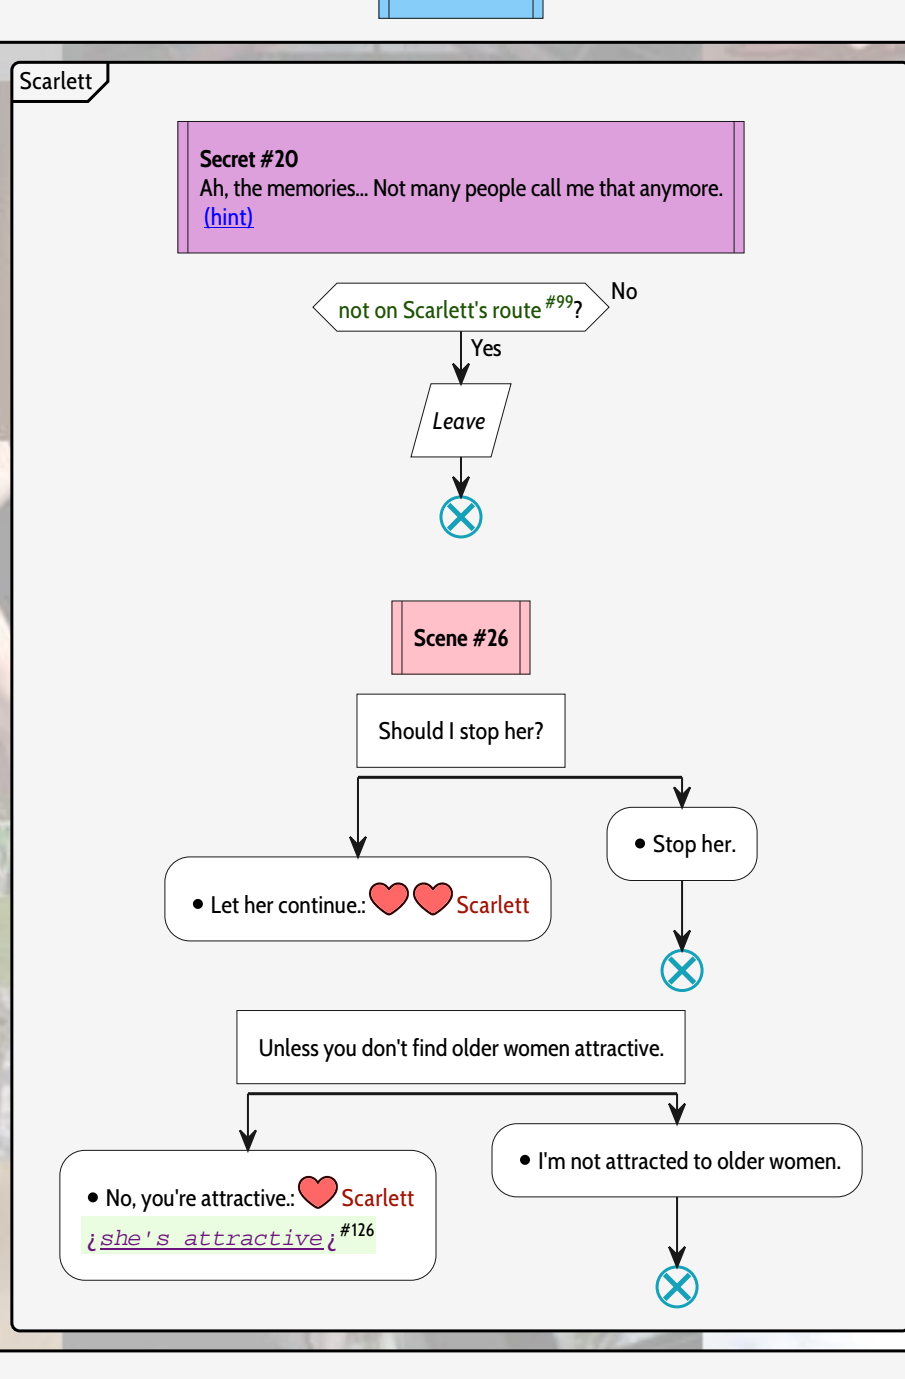 Scarlett
Secret #20
Ah, the memories... Not many people call me that anymore.
(hint)
not on Scarlett's route #99?
No
Yes
Leave
Scene #26
Should I stop her?
• Stop her.
• Let her continue.: Scarlett
Unless you don't find older women attractive.
• I'm not attracted to older women.
• No, you're attractive.: Scarlett
¿she's attractive¿ #126